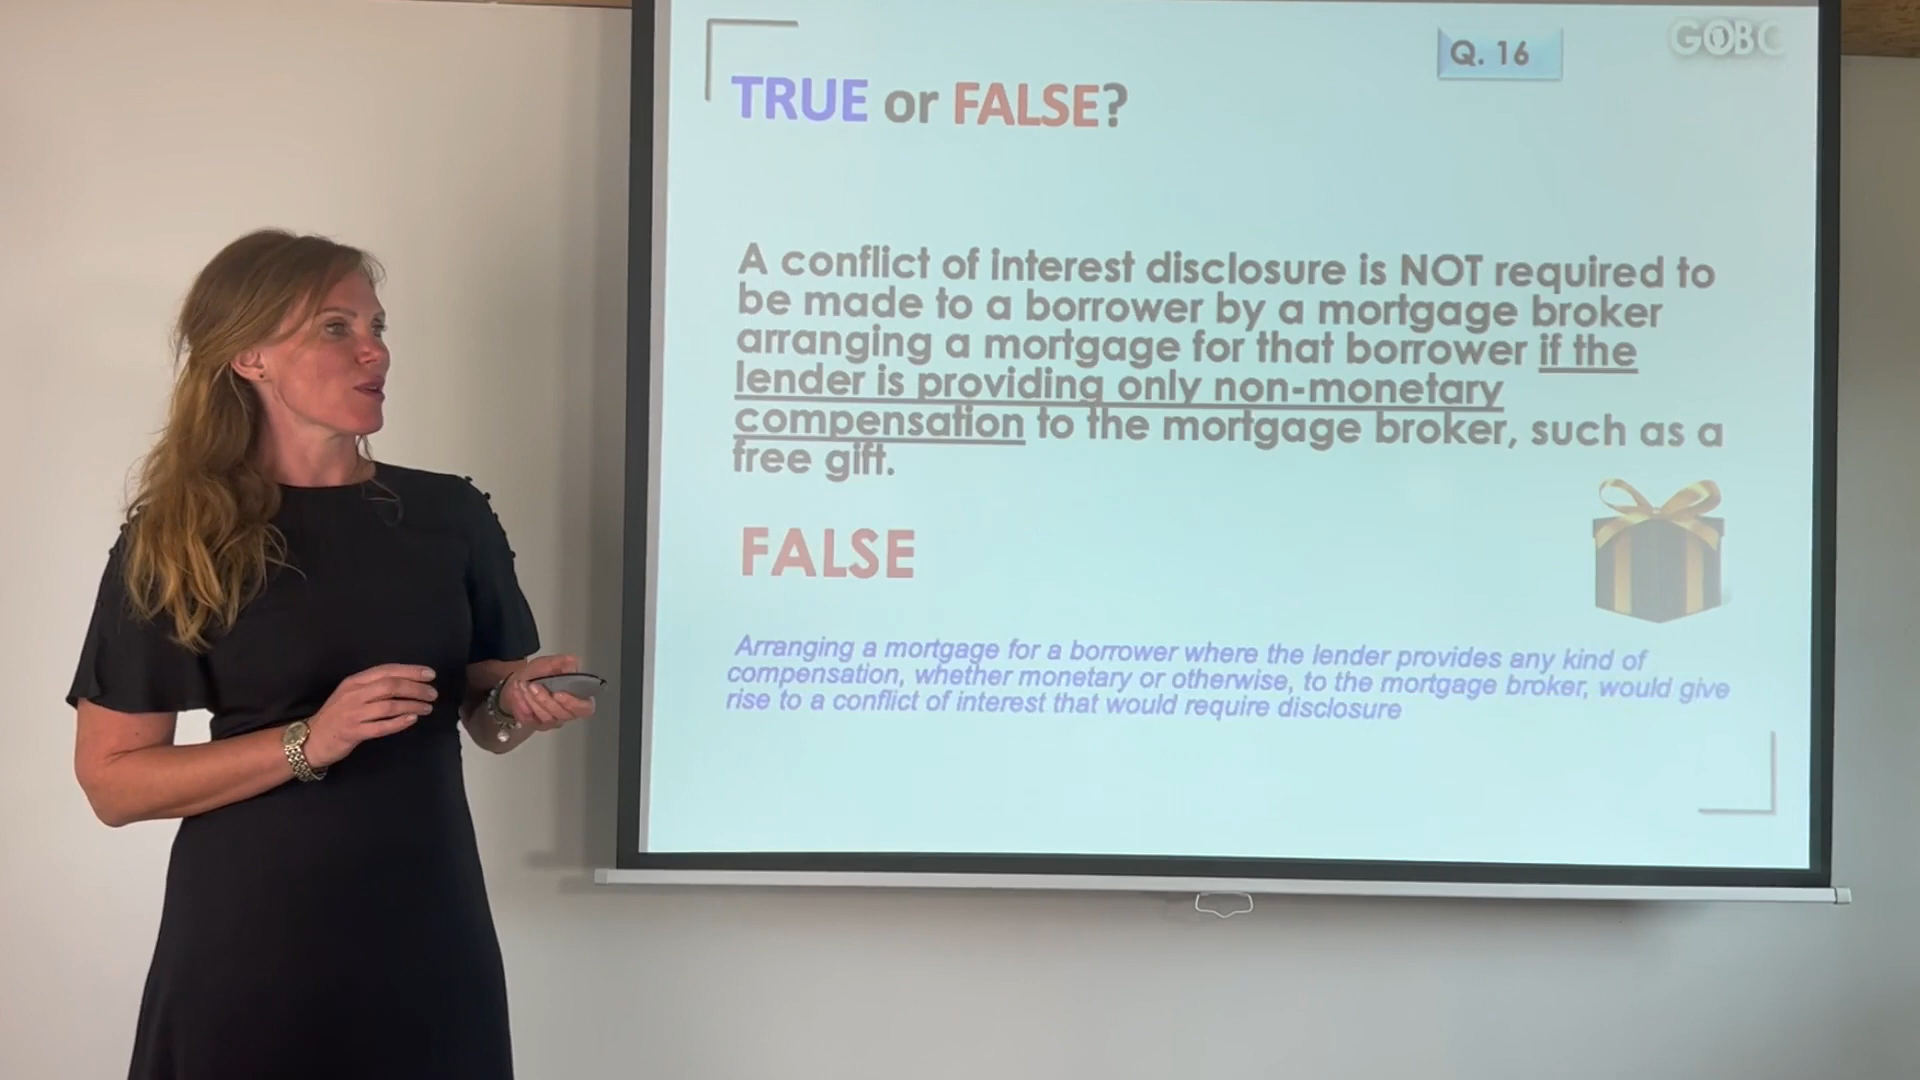 Q. 16
GOBC
TRUE or FALSE?
A conflict of interest disclosure is NOT required to
be made to a borrower by a mortgage broker
arranging a mortgage for that borrower if the
lender is providing only non-monetary
compensation to the mortgage broker, such as a
free gift.
FALSE
Arranging a mortgage for a borrower where the lender provides any kind of
compensation, whether monetary or otherwise, to the mortgage broker, would give
rise to a conflict of interest that would require disclosure